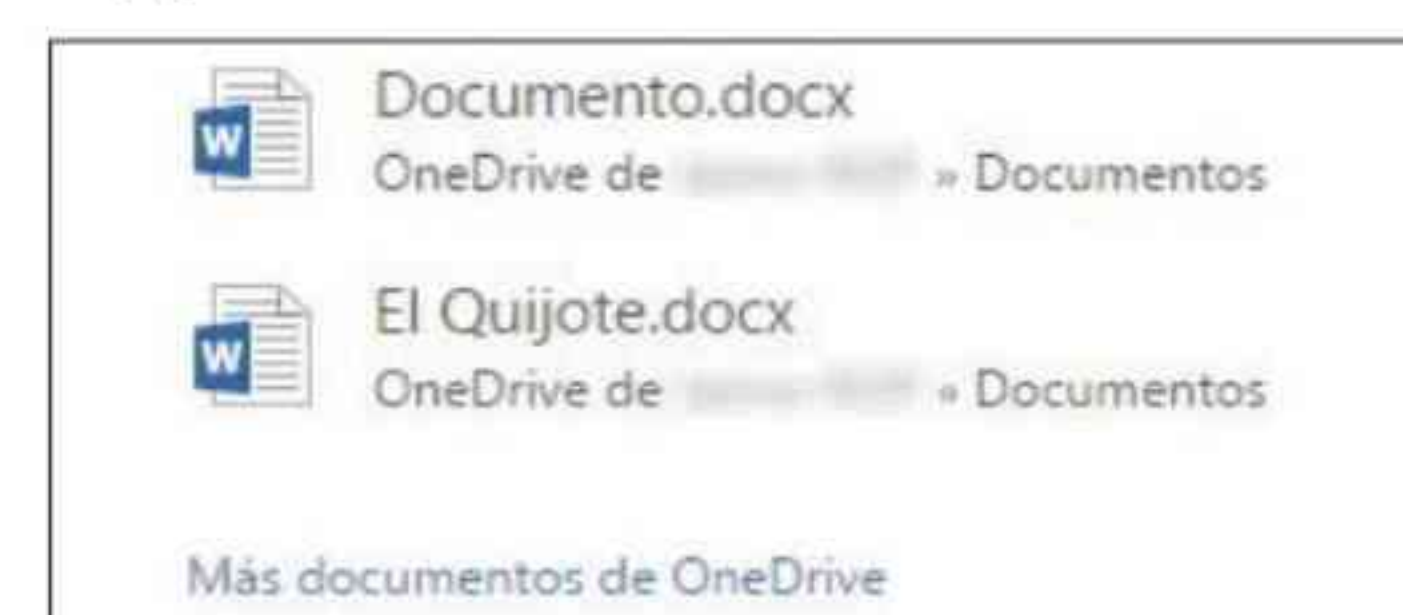 Documento.docx
OneDrive de » Documentos
El Quijote.docx
OneDrive de » Documentos
Más documentos de OneDrive